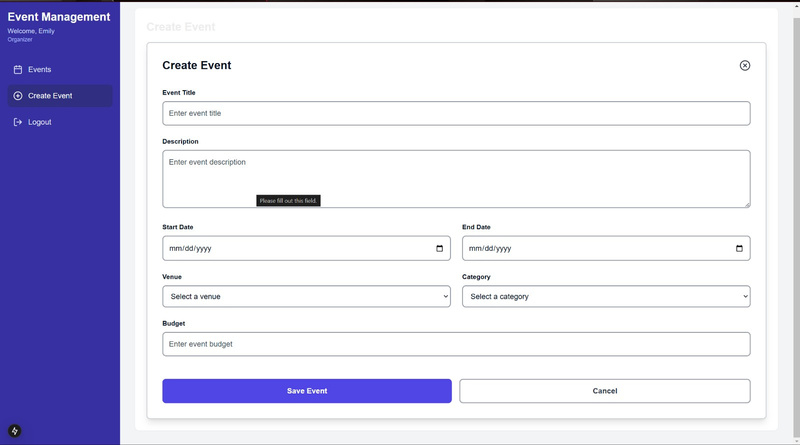 Event Management
Welcome, Emily
Organizer
Events
Create Event
Logout
Create Event
Create Event
Event Title
Enter event title
Description
Enter event description
Please fill out this field.
Start Date
End Date
mm/dd/yyyy
mm/dd/yyyy
Venue
Category
Select a venue
Select a category
Budget
Enter event budget
Save Event
Cancel